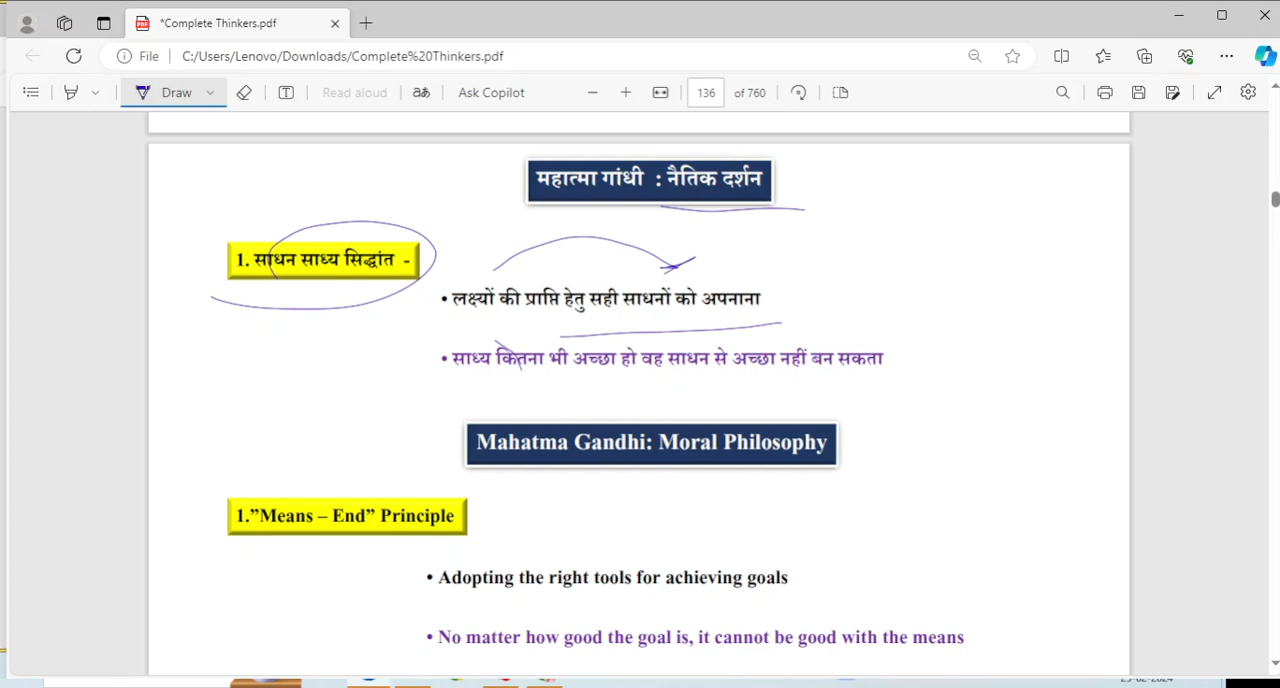 *Complete Thinkers.pdf
File
C:/Users/Lenovo/Downloads/Complete%20Thinkers.pdf
Draw
Read aloud
Ask Copilot
136
of 760
महात्मा गांधी : नैतिक दर्शन
1. साधन साध्य सिद्धांत -
• लक्ष्यों की प्राप्ति हेतु सही साधनों को अपनाना
• साध्य कितना भी अच्छा हो वह साधन से अच्छा नहीं बन सकता
Mahatma Gandhi: Moral Philosophy
1.”Means – End” Principle
• Adopting the right tools for achieving goals
• No matter how good the goal is, it cannot be good with the means